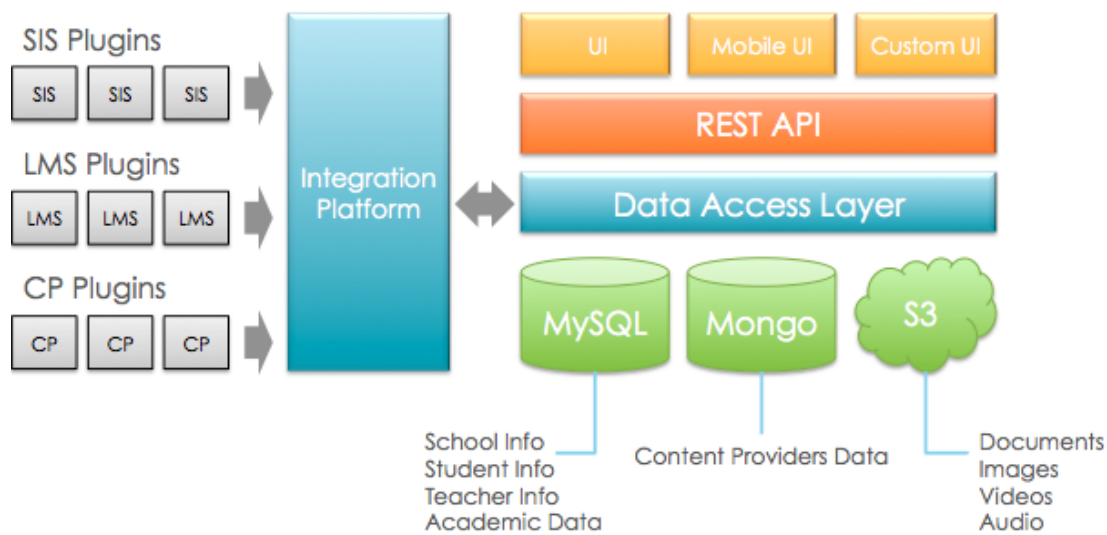 SIS Plugins
SIS SIS SIS
LMS Plugins
LMS LMS LMS
CP Plugins
CP CP CP
Integration
Platform
UI Mobile UI Custom UI
REST API
Data Access Layer
MySQL Mongo S3
School Info
Student Info
Teacher Info
Academic Data
Content Providers Data
Documents
Images
Videos
Audio